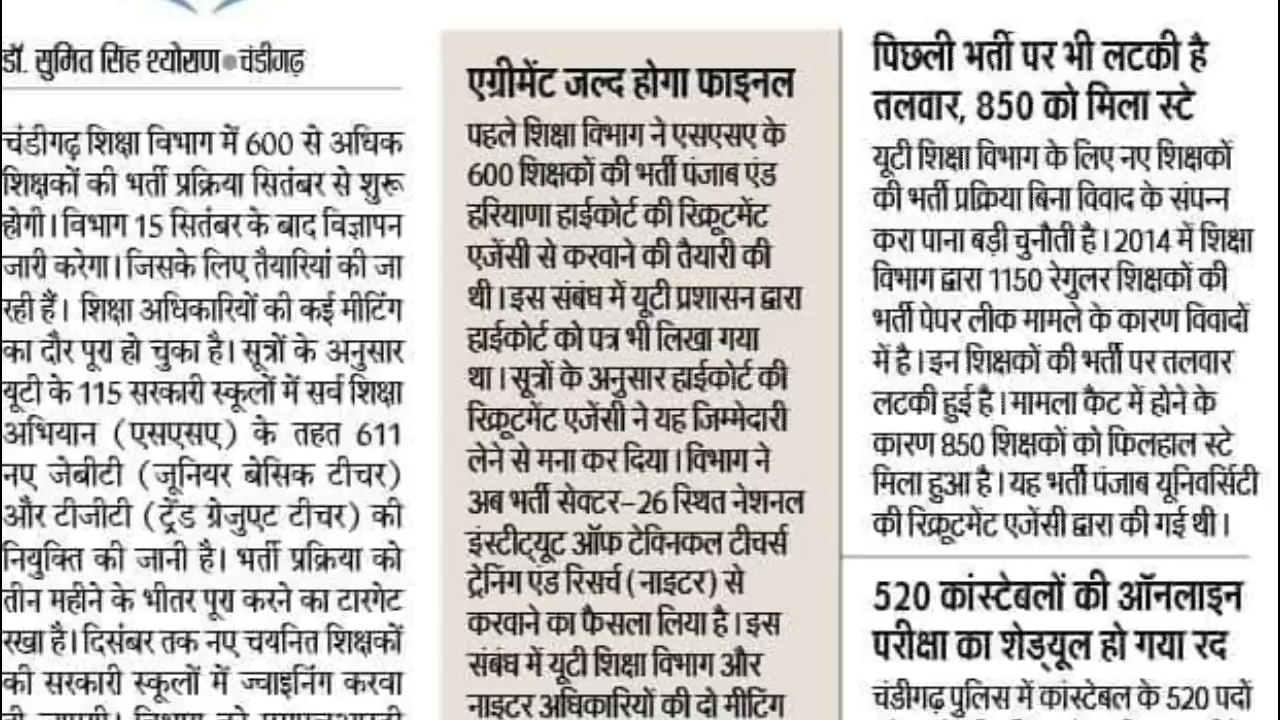 डॉ. सुमित सिंह श्योराण●चंडीगढ़
चंडीगढ़ शिक्षा विभाग में 600 से अधिक
शिक्षकों की भर्ती प्रक्रिया सितंबर से शुरू
होगी। विभाग 15 सितंबर के बाद विज्ञापन
जारी करेगा। जिसके लिए तैयारियां की जा
रही हैं। शिक्षा अधिकारियों की कई मीटिंग
का दौर पूरा हो चुका है। सूत्रों के अनुसार
यूटी के 115 सरकारी स्कूलों में सर्व शिक्षा
अभियान (एसएसए) के तहत 611
नए जेबीटी (जूनियर बेसिक टीचर)
और टीजीटी (ट्रेंड ग्रेजुएट टीचर) की
नियुक्ति की जानी है। भर्ती प्रक्रिया को
तीन महीने के भीतर पूरा करने का टारगेट
रखा है। दिसंबर तक नए चयनित शिक्षकों
की सरकारी स्कूलों में ज्वाइनिंग करवा
एग्रीमेंट जल्द होगा फाइनल
पहले शिक्षा विभाग ने एसएसए के
600 शिक्षकों की भर्ती पंजाब एंड
हरियाणा हाईकोर्ट की रिक्रूटमेंट
एजेंसी से करवाने की तैयारी की
थी। इस संबंध में यूटी प्रशासन द्वारा
हाईकोर्ट को पत्र भी लिखा गया
था। सूत्रों के अनुसार हाईकोर्ट की
रिक्रूटमेंट एजेंसी ने यह जिम्मेदारी
लेने से मना कर दिया। विभाग ने
अब भर्ती सेक्टर-26 स्थित नेशनल
इंस्टीट्यूट ऑफ टेक्निकल टीचर्स
ट्रेनिंग एंड रिसर्च (नाइटर) से
करवाने का फैसला लिया है। इस
संबंध में यूटी शिक्षा विभाग और
नाइटर अधिकारियों की दो मीटिंग
पिछली भर्ती पर भी लटकी है
तलवार, 850 को मिला स्टे
यूटी शिक्षा विभाग के लिए नए शिक्षकों
की भर्ती प्रक्रिया बिना विवाद के संपन्न
करा पाना बड़ी चुनौती है। 2014 में शिक्षा
विभाग द्वारा 1150 रेगुलर शिक्षकों की
भर्ती पेपर लीक मामले के कारण विवादों
में है। इन शिक्षकों की भर्ती पर तलवार
लटकी हुई है। मामला कैट में होने के
कारण 850 शिक्षकों को फिलहाल स्टे
मिला हुआ है। यह भर्ती पंजाब यूनिवर्सिटी
की रिक्रूटमेंट एजेंसी द्वारा की गई थी।
520 कांस्टेबलों की ऑनलाइन
परीक्षा का शेड्यूल हो गया रद
चंडीगढ़ पुलिस में कांस्टेबल के 520 पदों